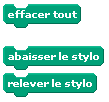 effacer tout
abaisser le stylo
relever le stylo